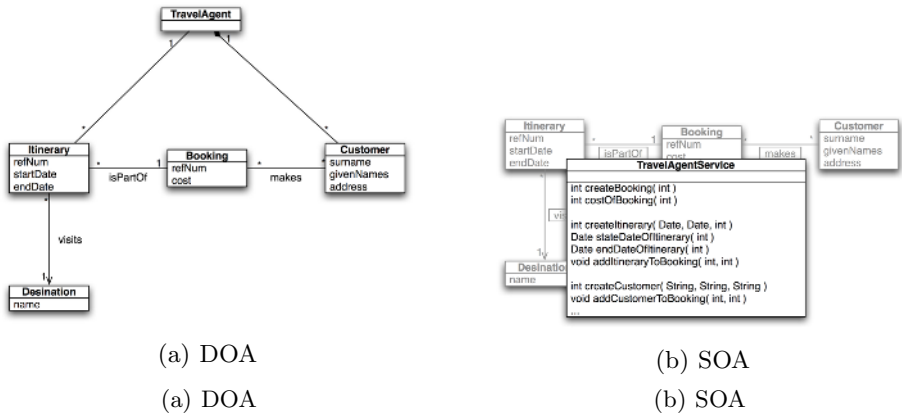 TravelAgent
1
1
*
*
Itinerary
refNum
startDate
endDate
*
isPartOf
1
Booking
refNum
cost
*
makes
*
Customer
surname
givenNames
address
*
visits
1
Desination
name
(a) DOA
(a) DOA
Itinerary
refNum
startDate
endDate
*
isPartOf
1
Booking
refNum
cost
*
makes
Customer
surname
givenNames
address
*
1
Desination
name
TravelAgentService
int createBooking( int )
int costOfBooking( int )
int createItinerary( Date, Date, int )
Date stateDateOfItinerary( int )
Date endDateOfItinerary( int )
void addItineraryToBooking( int, int )
int createCustomer( String, String, String )
void addCustomerToBooking( int, int )
...
(b) SOA
(b) SOA